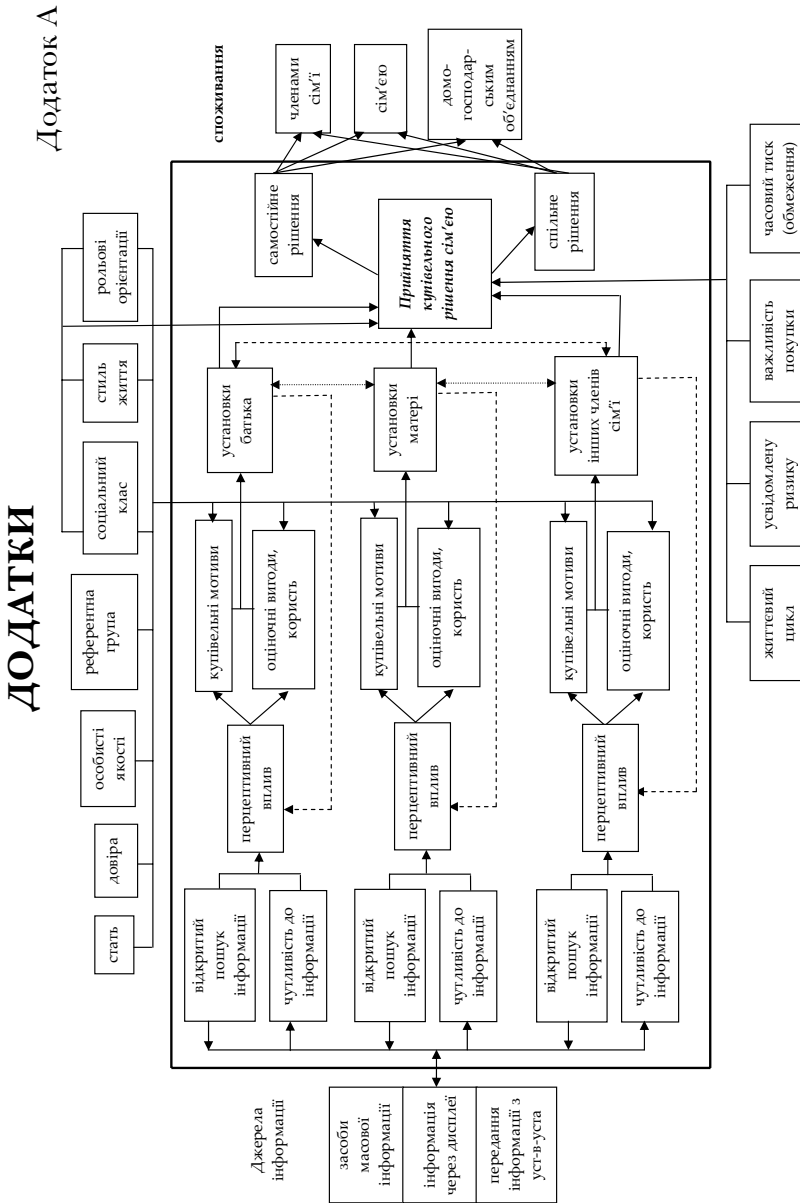 ДОДАТКИ
Додаток А
стать
довіра
особисті
якості
референтна
група
соціальний
клас
стиль
життя
рольові
орієнтації
Джерела
інформації
засоби
масової
інформації
інформація
через дисплеї
передання
інформації з
уст-в-уста
відкритий
пошук
інформації
чутливість до
інформації
перцептивний
вплив
купівельні мотиви
оціночні вигоди,
користь
установки
батька
відкритий
пошук
інформації
чутливість до
інформації
перцептивний
вплив
купівельні мотиви
оціночні вигоди,
користь
установки
матері
відкритий
пошук
інформації
чутливість до
інформації
перцептивний
вплив
купівельні мотиви
оціночні вигоди,
користь
установки
інших членів
сім’ї
Прийняття
купівельного
рішення сім’єю
самостійне
рішення
спільне
рішення
споживання
членами
сім’ї
сім’єю
домо-
господар-
ським
об’єднанням
життєвий
цикл
усвідомлену
ризику
важливість
покупки
часовий тиск
(обмеження)